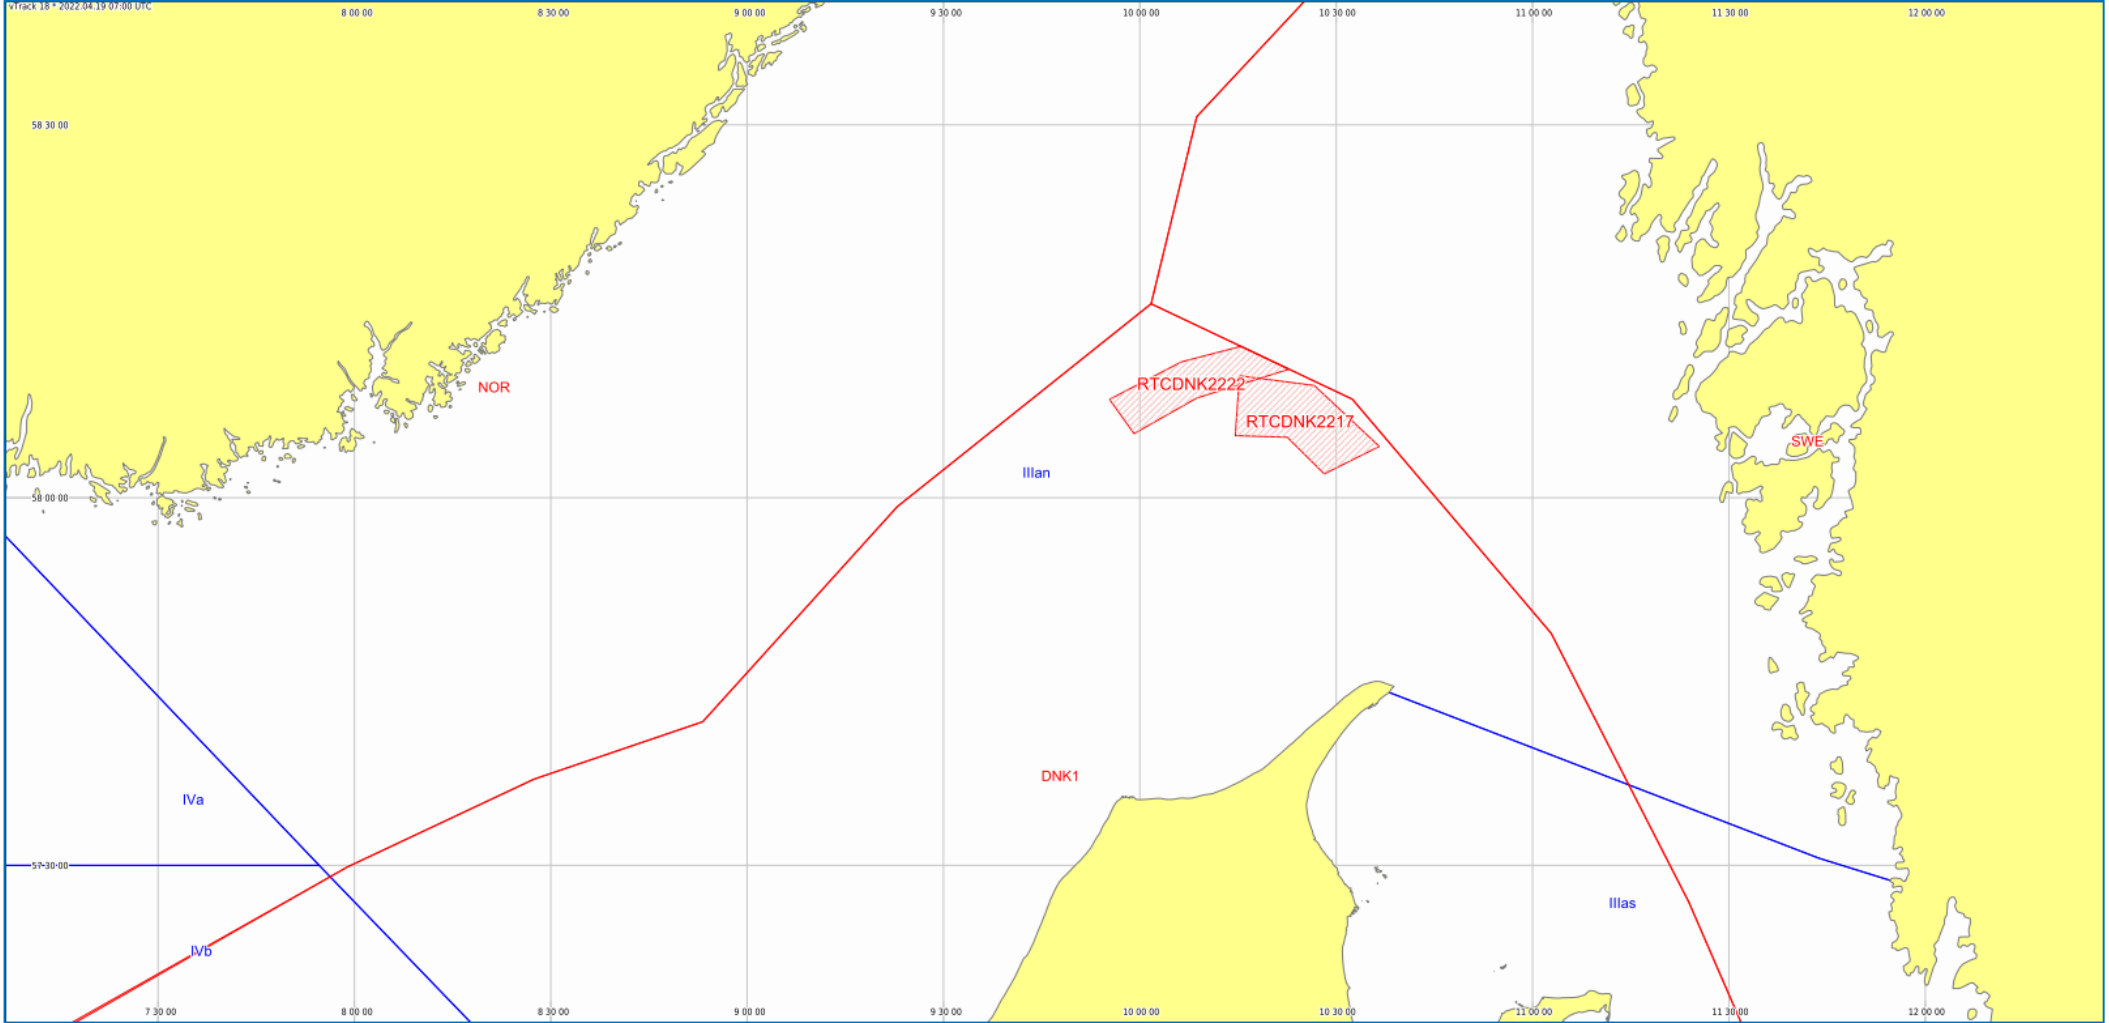 vTrack 18 * 2022.04.19 07:00 UTC
8 00 00 8 30 00 9 00 00 9 30 00 10 00 00 10 30 00 11 00 00 11 30 00 12 00 00
58 30 00
NOR
RTCDNK2222
RTCDNK2217
SWE
IIIan
58 00 00
DNK1
IVa
57 30 00
IIIas
IVb
7 30 00 8 00 00 8 30 00 9 00 00 9 30 00 10 00 00 10 30 00 11 00 00 11 30 00 12 00 00